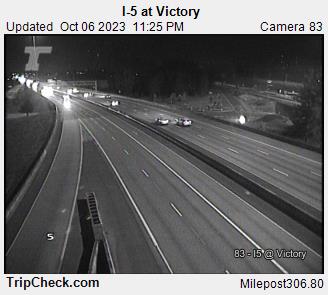 I-5 at Victory
Updated Oct 06 2023 11:25 PM Camera 83
T
S
83 - I5 @ Victory
TripCheck.com Milepost306.80